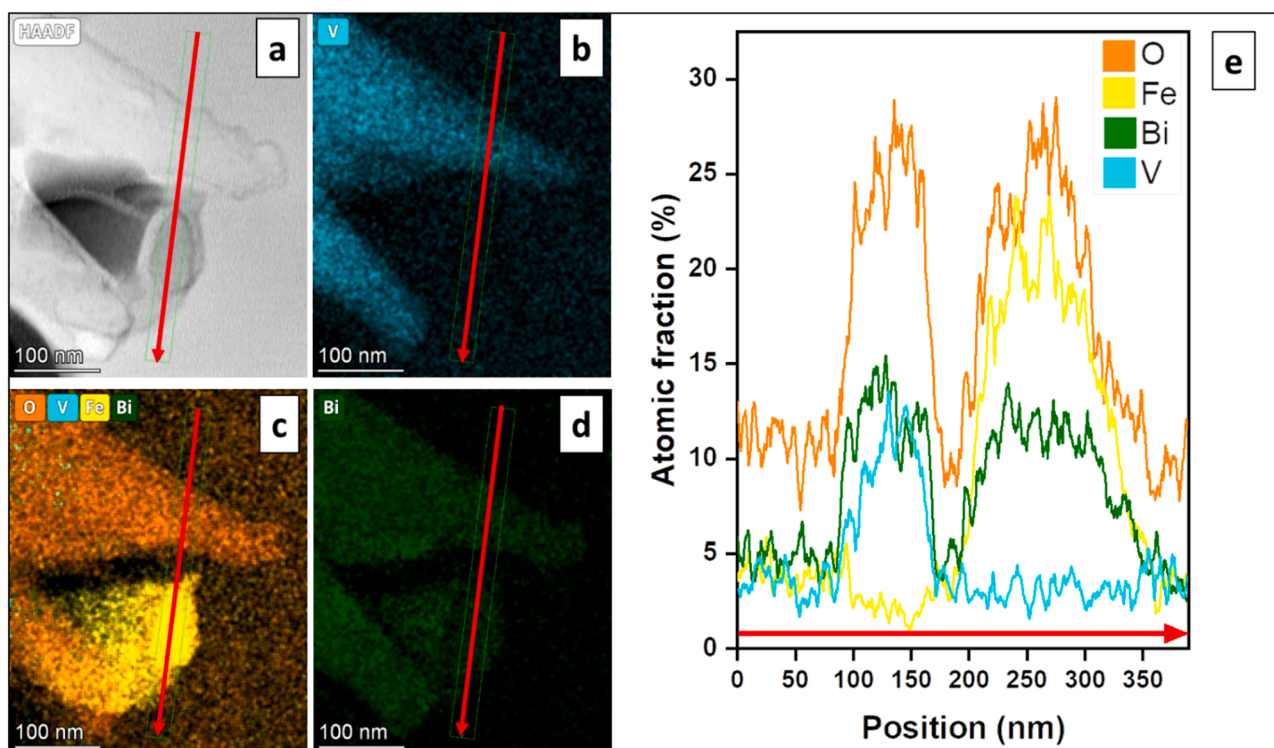 HAADF
a
100 nm
V
b
100 nm
O V Fe Bi
c
100 nm
Bi
d
100 nm
e
O
Fe
Bi
V
Atomic fraction (%)
30
25
20
15
10
5
0
0 50 100 150 200 250 300 350
Position (nm)